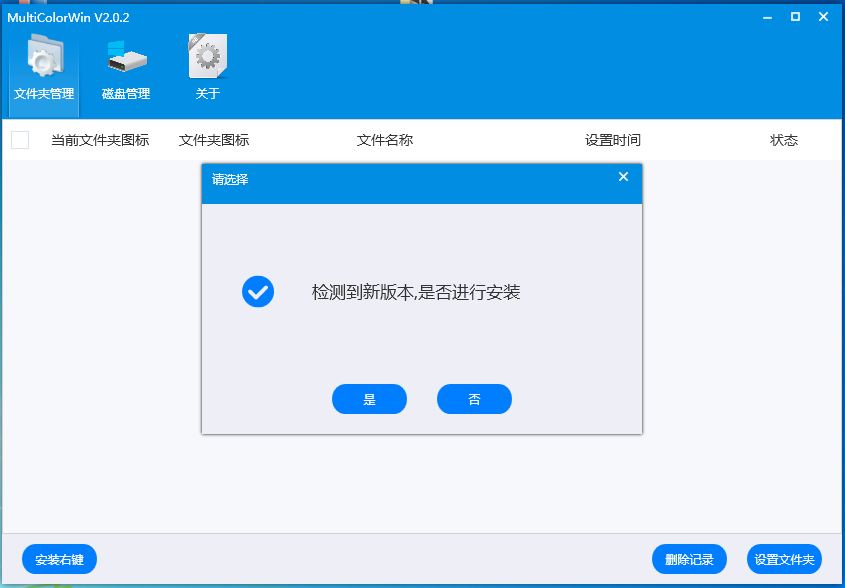 MultiColorWin V2.0.2
文件夹管理
磁盘管理
关于
当前文件夹图标
文件夹图标
文件名称
设置时间
状态
请选择
检测到新版本,是否进行安装
是
否
安装右键
删除记录
设置文件夹